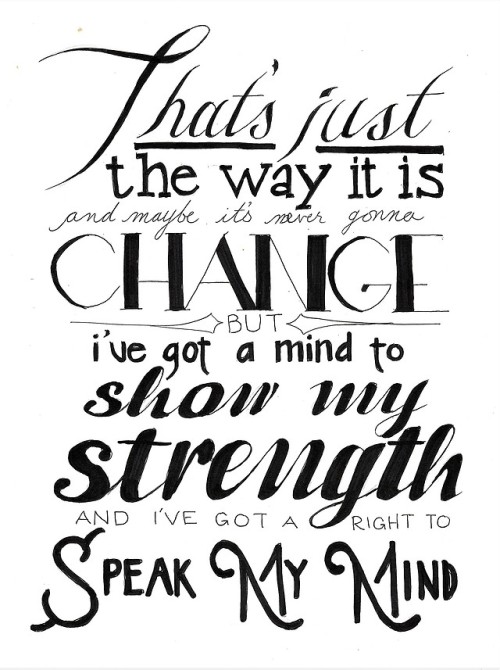 That's just
the way it is
and maybe it's never gonna
CHANGE
BUT
i've got a mind to
show my
strength
AND I'VE GOT A RIGHT TO
SPEAK MY MIND